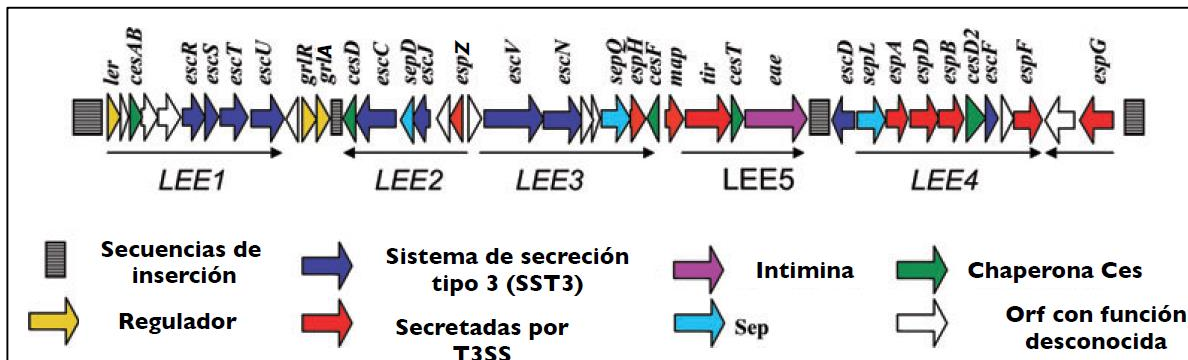 ler cesAB escR escS escT escU grlR grlA cesD escC sepD escJ espZ escV escN sepQ espH cesF map tir cesT eae escD sepL espA espD espB cesD2 escF espF espG
LEE1 LEE2 LEE3 LEE5 LEE4
Secuencias de
inserción
Sistema de secreción
tipo 3 (SST3)
Intimina
Chaperona Ces
Regulador
Secretadas por
T3SS
Sep
Orf con función
desconocida